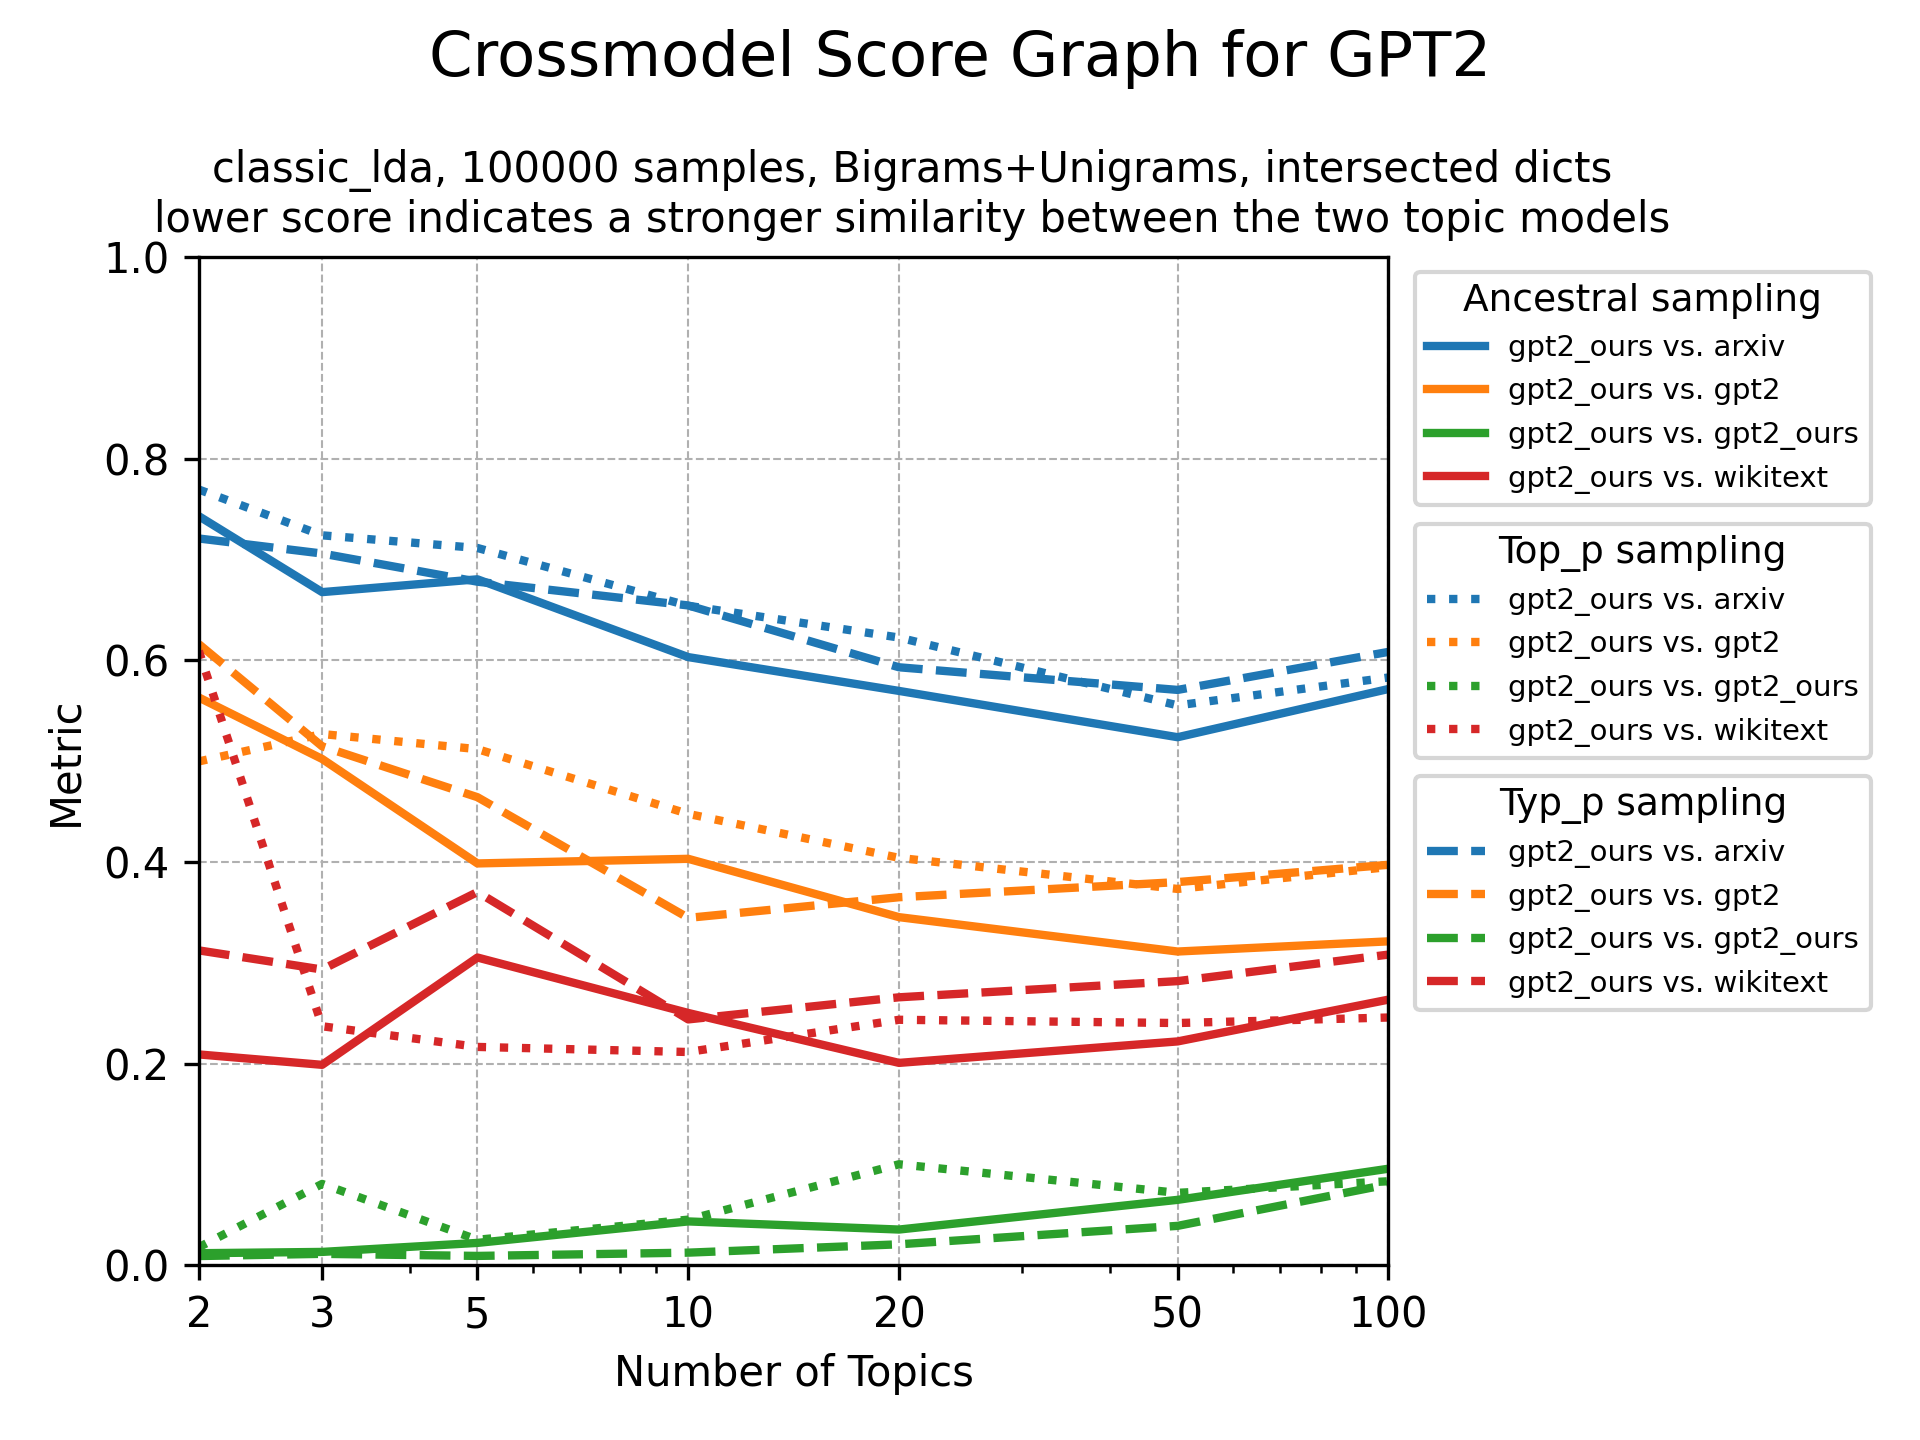 Crossmodel Score Graph for GPT2
classic_lda, 100000 samples, Bigrams+Unigrams, intersected dicts
lower score indicates a stronger similarity between the two topic models
1.0
0.8
0.6
0.4
0.2
0.0
Metric
2 3 5 10 20 50 100
Number of Topics
Ancestral sampling
gpt2_ours vs. arxiv
gpt2_ours vs. gpt2
gpt2_ours vs. gpt2_ours
gpt2_ours vs. wikitext
Top_p sampling
gpt2_ours vs. arxiv
gpt2_ours vs. gpt2
gpt2_ours vs. gpt2_ours
gpt2_ours vs. wikitext
Typ_p sampling
gpt2_ours vs. arxiv
gpt2_ours vs. gpt2
gpt2_ours vs. gpt2_ours
gpt2_ours vs. wikitext